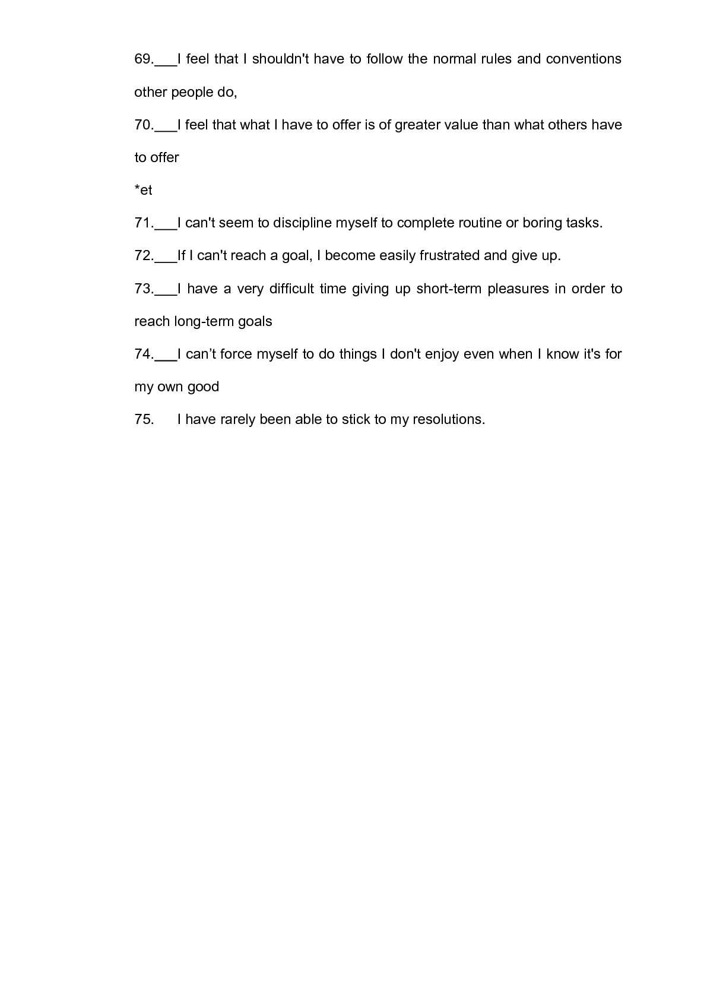 69.___I feel that I shouldn't have to follow the normal rules and conventions
other people do,
70.___I feel that what I have to offer is of greater value than what others have
to offer
*et
71.___I can't seem to discipline myself to complete routine or boring tasks.
72.___If I can't reach a goal, I become easily frustrated and give up.
73.___I have a very difficult time giving up short-term pleasures in order to
reach long-term goals
74.___I can’t force myself to do things I don't enjoy even when I know it's for
my own good
75. I have rarely been able to stick to my resolutions.